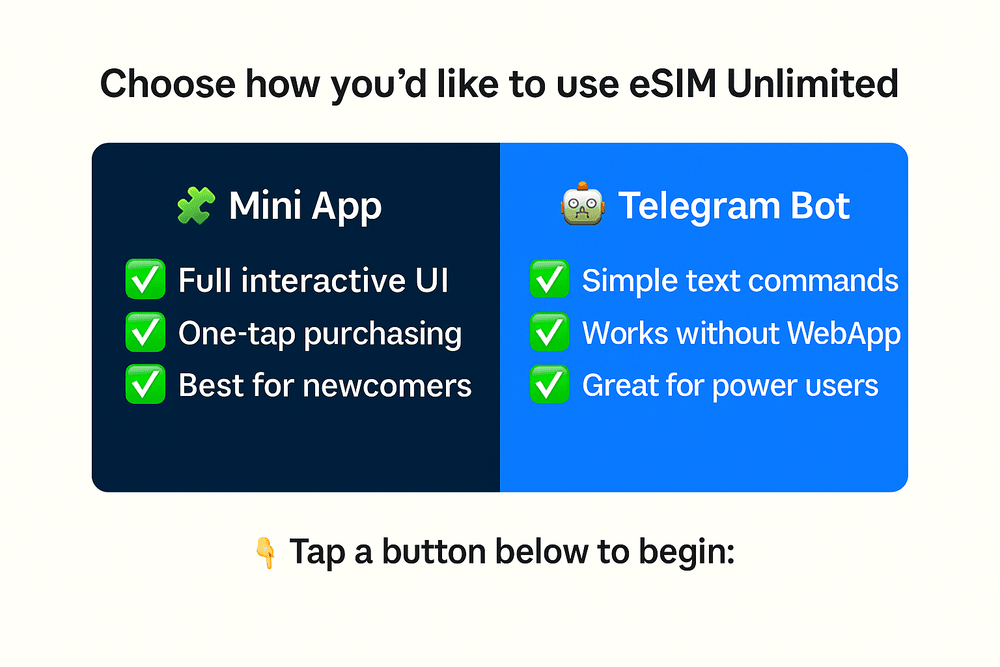 Choose how you’d like to use eSIM Unlimited
Mini App
Full interactive UI
One-tap purchasing
Best for newcomers
Telegram Bot
Simple text commands
Works without WebApp
Great for power users
Tap a button below to begin: